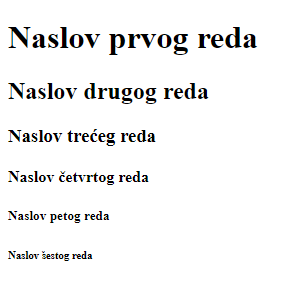 Naslov prvog reda
Naslov drugog reda
Naslov trećeg reda
Naslov četvrtog reda
Naslov petog reda
Naslov šestog reda